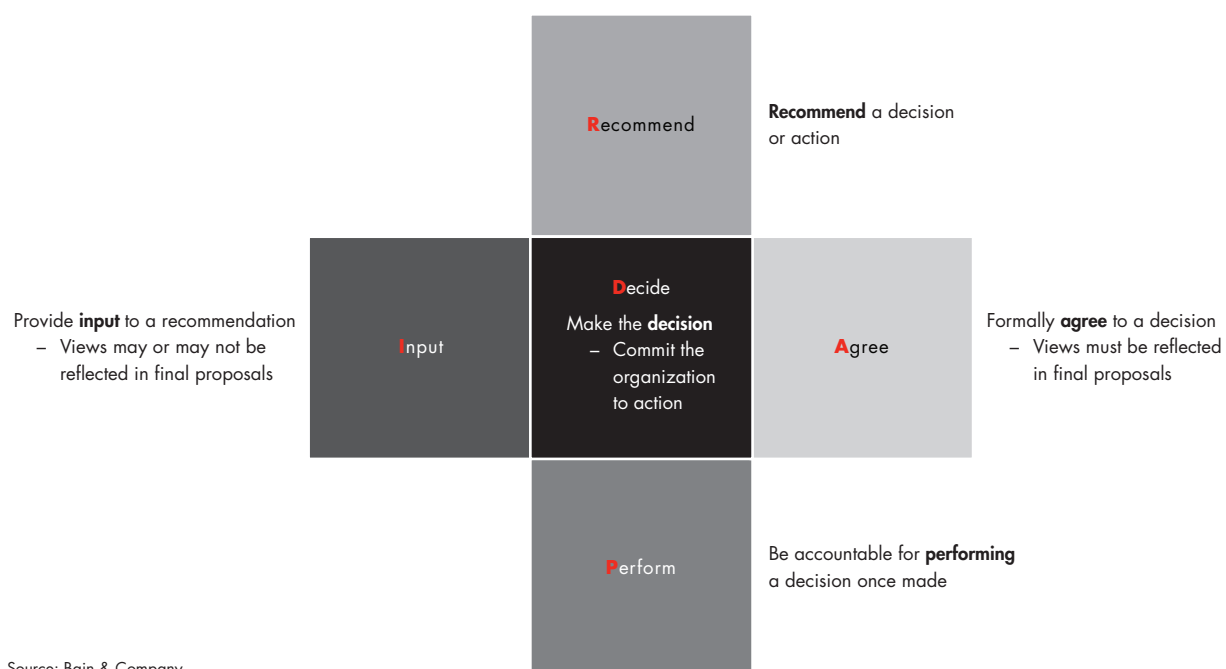 Recommend
Recommend a decision
or action
Provide input to a recommendation
– Views may or may not be
reflected in final proposals
Input
Decide
Make the decision
– Commit the
organization
to action
Agree
Formally agree to a decision
– Views must be reflected
in final proposals
Perform
Be accountable for performing
a decision once made
Source: Bain & Company